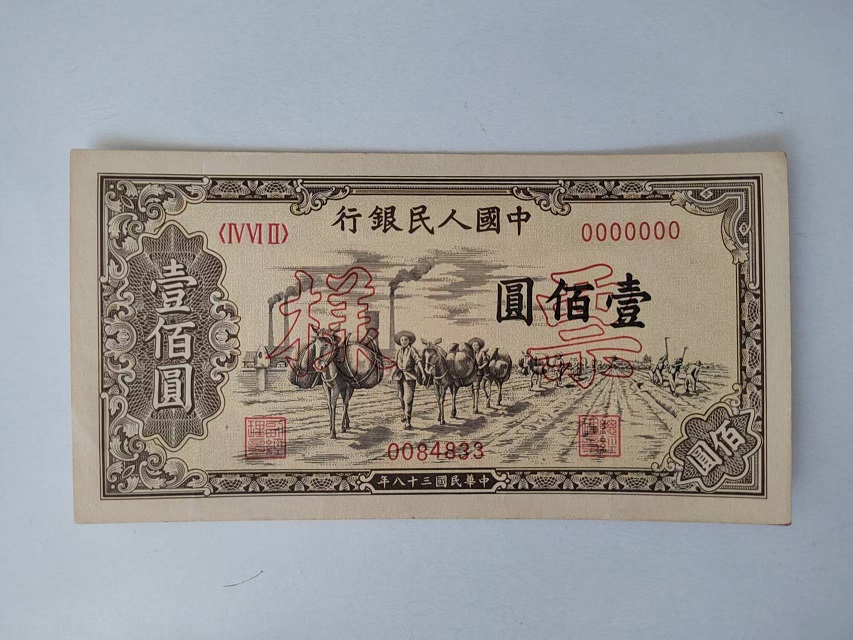 中國人民銀行
〈ⅣⅥⅡ〉
0000000
壹佰圓
樣票
壹佰圓
0084833
佰圓
中華民國三十八年